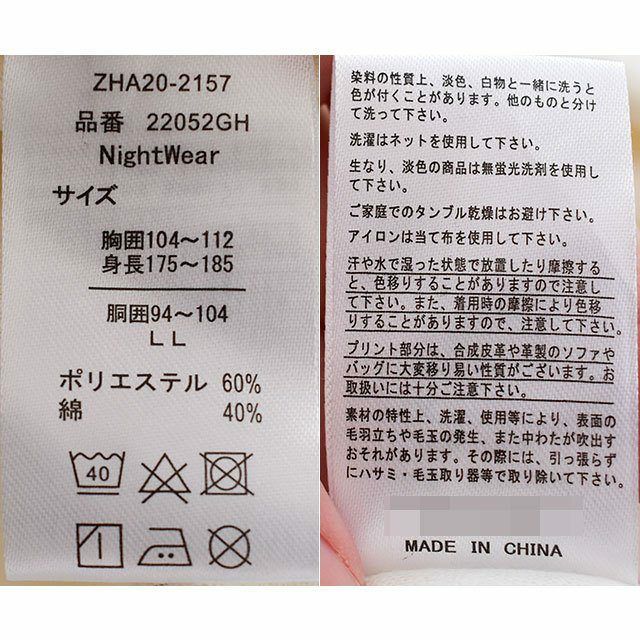 ZHA20-2157
品番 22052GH
NightWear
サイズ
胸囲104～112
身長175～185
胴囲94～104
LL
ポリエステル 60%
綿 40%
40
染料の性質上、淡色、白物と一緒に洗うと
色が付くことがあります。他のものと分け
て洗って下さい。
洗濯はネットを使用して下さい。
生なり、淡色の商品は無蛍光洗剤を使用し
て下さい。
ご家庭でのタンブル乾燥はお避け下さい。
アイロンは当て布を使用して下さい。
汗や水で湿った状態で放置したり摩擦する
と、色移りすることがありますので注意し
て下さい。また、着用時の摩擦により色移
りすることがありますので、注意して下さい。
プリント部分は、合成皮革や革製のソファや
バッグに大変移り易い性質がございます。お
取扱いには十分ご注意下さい。
素材の特性上、洗濯、使用等により、表面の
毛羽立ちや毛玉の発生、また中わたが吹出す
おそれがあります。その際には、引っ張らず
にハサミ・毛玉取り器等で取り除いて下さい。
MADE IN CHINA